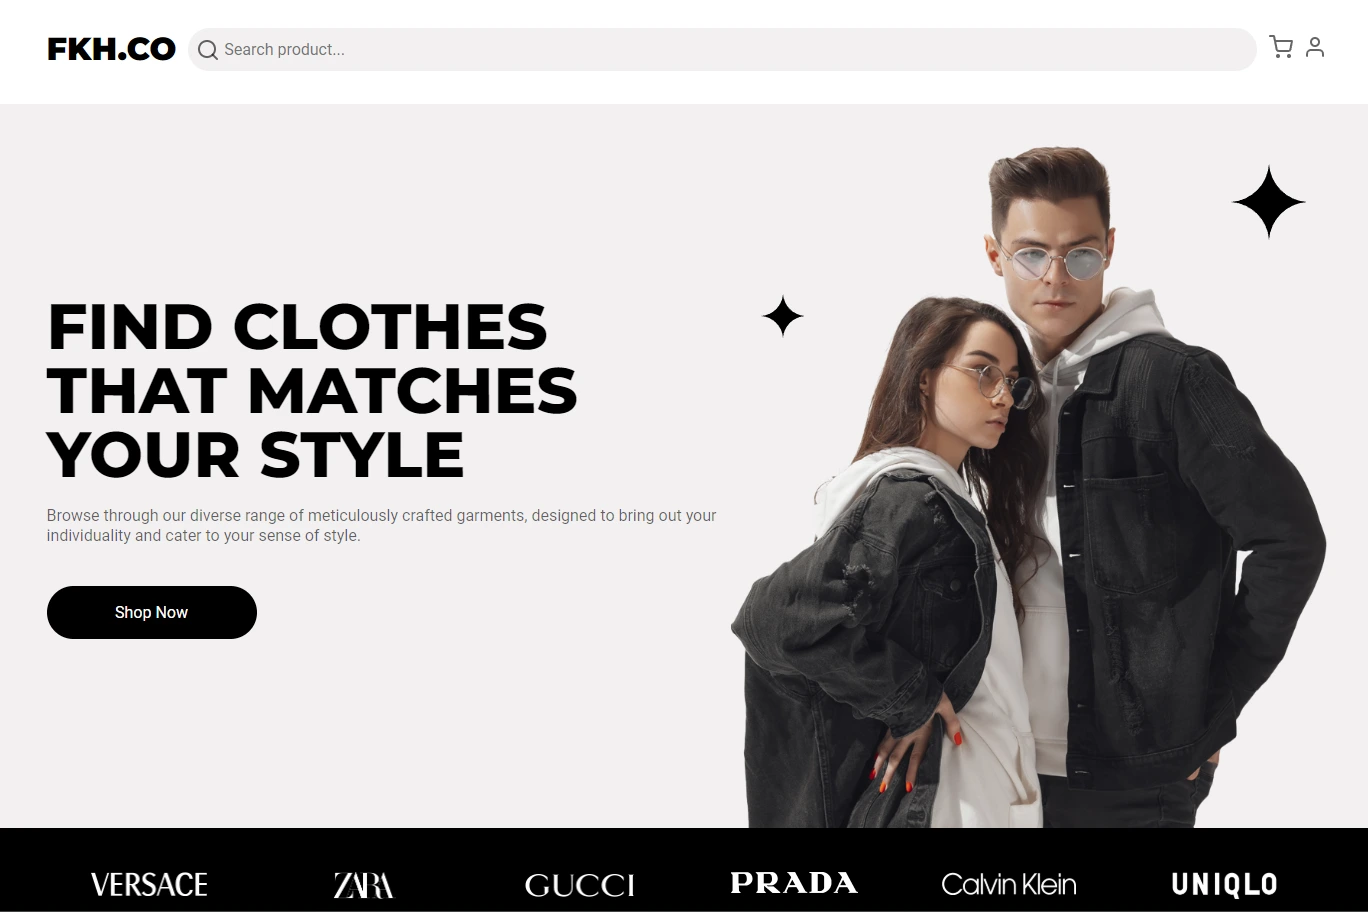 FKH.CO
Search product...
FIND CLOTHES
THAT MATCHES
YOUR STYLE
Browse through our diverse range of meticulously crafted garments, designed to bring out your
individuality and cater to your sense of style.
Shop Now
VERSACE ZARA GUCCI PRADA Calvin Klein UNIQLO